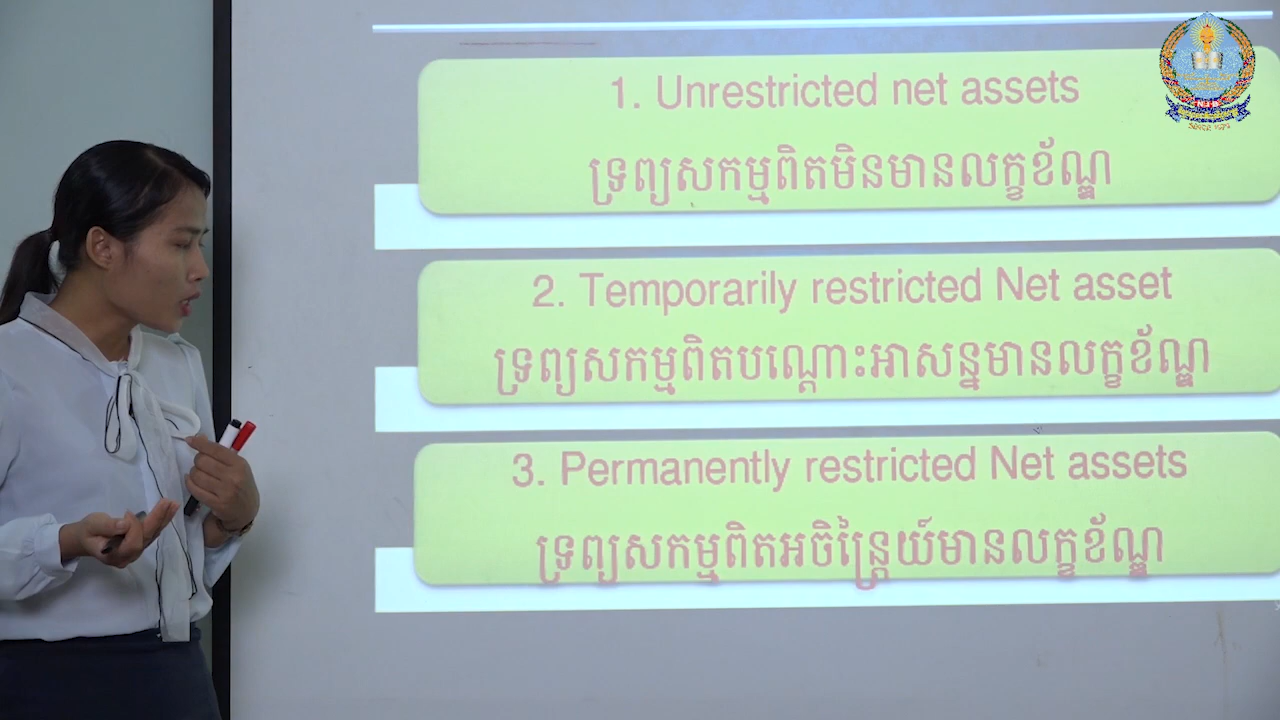 1. Unrestricted net assets
ទ្រព្យសកម្មពិតមិនមានលក្ខខ័ណ្ឌ
2. Temporarily restricted Net asset
ទ្រព្យសកម្មពិតបណ្ដោះអាសន្នមានលក្ខខ័ណ្ឌ
3. Permanently restricted Net assets
ទ្រព្យសកម្មពិតអចិន្ត្រៃយ៍មានលក្ខខ័ណ្ឌ